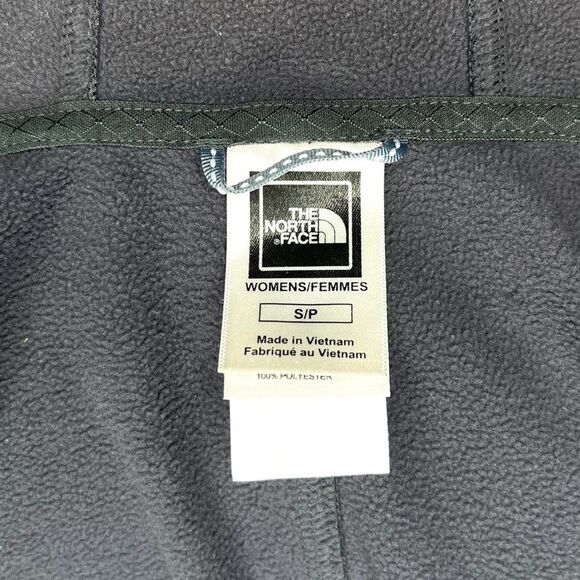 THE
NORTH
®FACE
WOMENS/FEMMES
S/P
Made in Vietnam
Fabriqué au Vietnam
100% POLYESTER